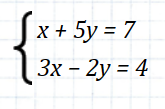 x + 5y = 7
3x − 2y = 4